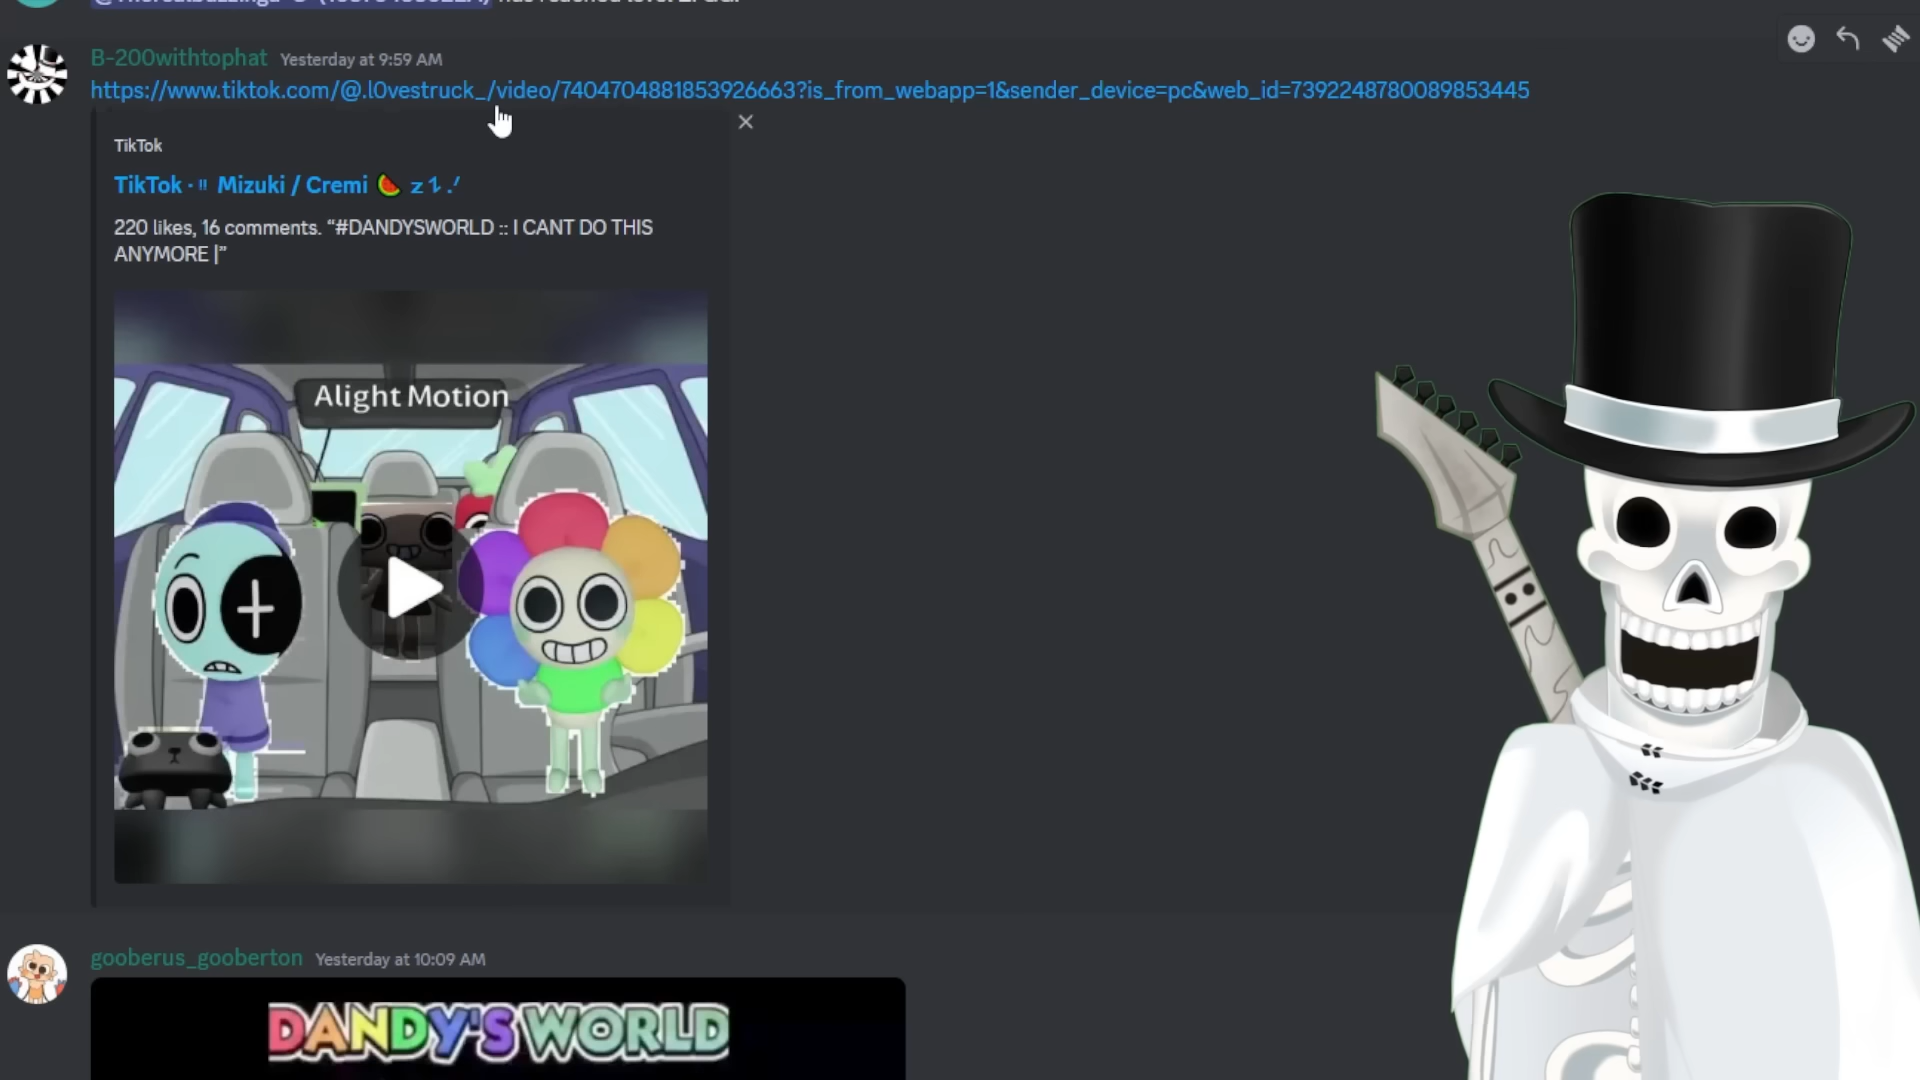 B-200withtophat Yesterday at 9:59 AM
https://www.tiktok.com/@.l0vestruck_/video/7404704881853926663?is_from_webapp=1&sender_device=pc&web_id=7392248780089853445
TikTok
TikTok · ‼ Mizuki / Cremi 🍉
220 likes, 16 comments. “#DANDYSWORLD :: I CANT DO THIS
ANYMORE |”
Alight Motion
gooberus_gooberton Yesterday at 10:09 AM
DANDY'S WORLD